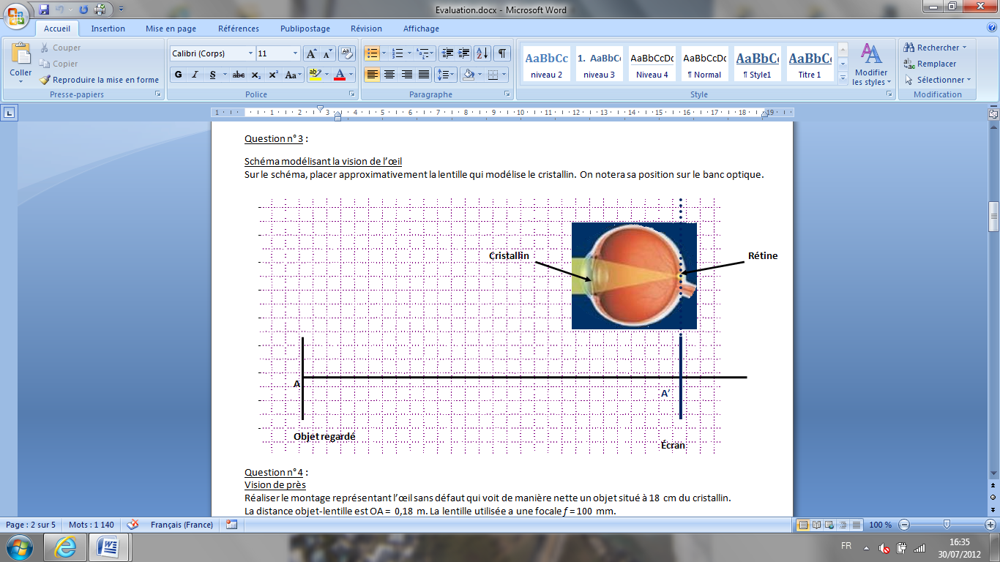 Evaluation.docx - Microsoft Word
Accueil Insertion Mise en page Références Publipostage Révision Affichage
Coller
Couper
Copier
Reproduire la mise en forme
Presse-papiers
Calibri (Corps) 11
G I S abc x₂ x² Aa
Police
Paragraphe
AaBbCc 1. AaBbC AaBbCcDc AaBbCcDc AaBbC AaBbC
niveau 2 niveau 3 Niveau 4 ¶ Normal ¶ Style1 Titre 1
Style
Modifier
les styles
Rechercher
Remplacer
Sélectionner
Modification
1 1 2 3 4 5 6 7 8 9 10 11 12 13 14 15 16 17 18 19
Question n° 3 :
Schéma modélisant la vision de l’œil
Sur le schéma, placer approximativement la lentille qui modélise le cristallin. On notera sa position sur le banc optique.
Cristallin
Rétine
A
A’
Objet regardé
Écran
Question n° 4 :
Vision de près
Réaliser le montage représentant l’œil sans défaut qui voit de manière nette un objet situé à 18 cm du cristallin.
La distance objet-lentille est OA = 0,18 m. La lentille utilisée a une focale f = 100 mm.
Page : 2 sur 5 Mots : 1 140 Français (France) 100 %
FR
16:35
30/07/2012